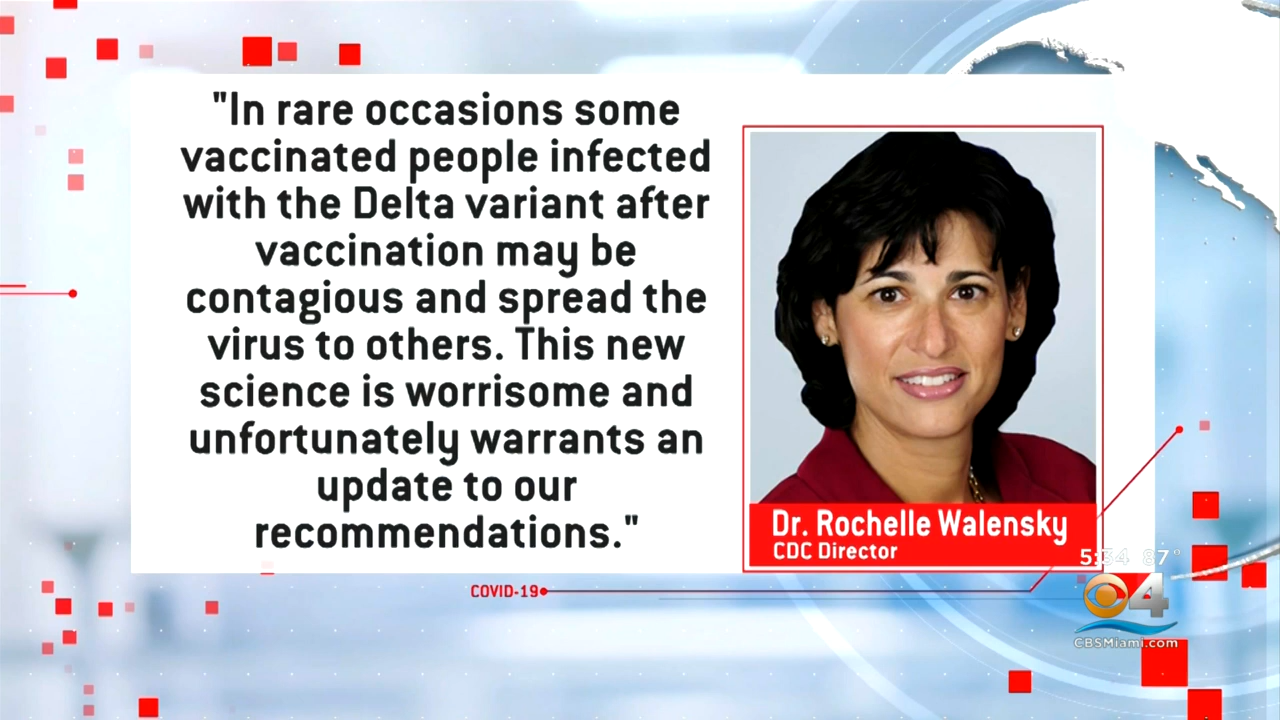 "In rare occasions some
vaccinated people infected
with the Delta variant after
vaccination may be
contagious and spread the
virus to others. This new
science is worrisome and
unfortunately warrants an
update to our
recommendations."
Dr. Rochelle Walensky
CDC Director
5:34 87°
COVID-19
4
CBSMiami.com